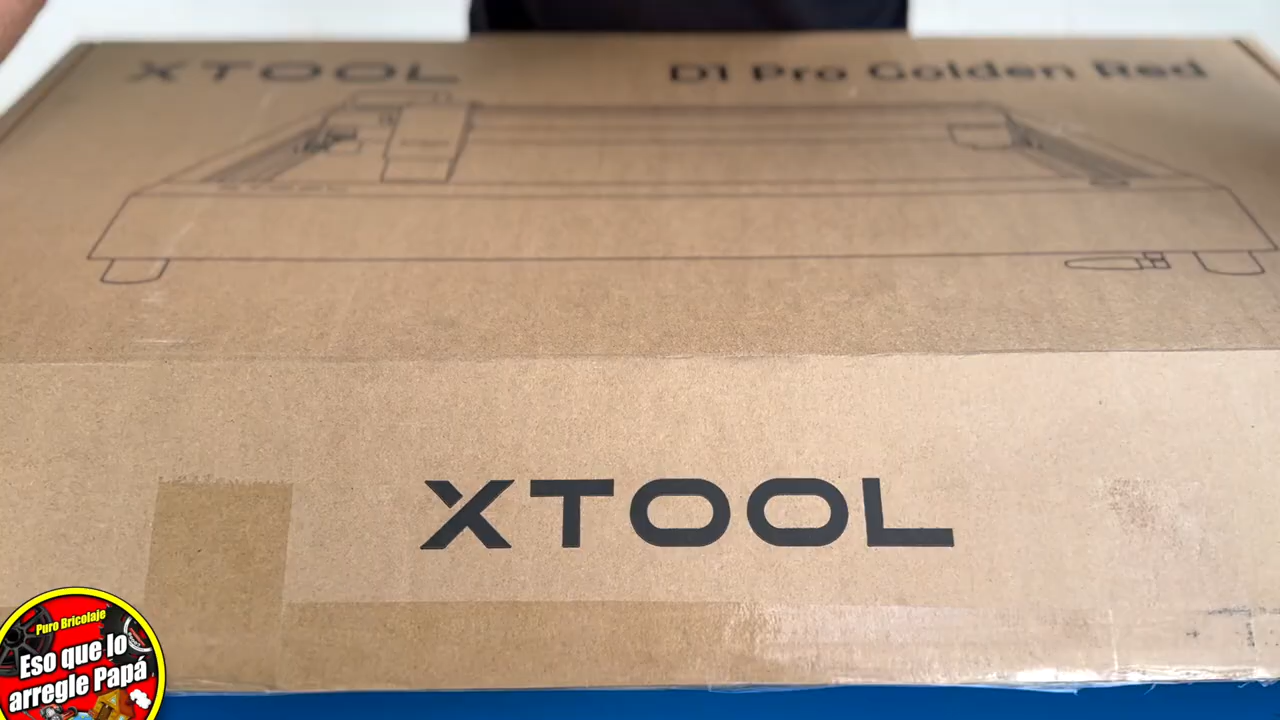 XTOOL
D1 Pro Golden Red
XTOOL
Puro Bricolaje
Eso que lo
arregle Papá